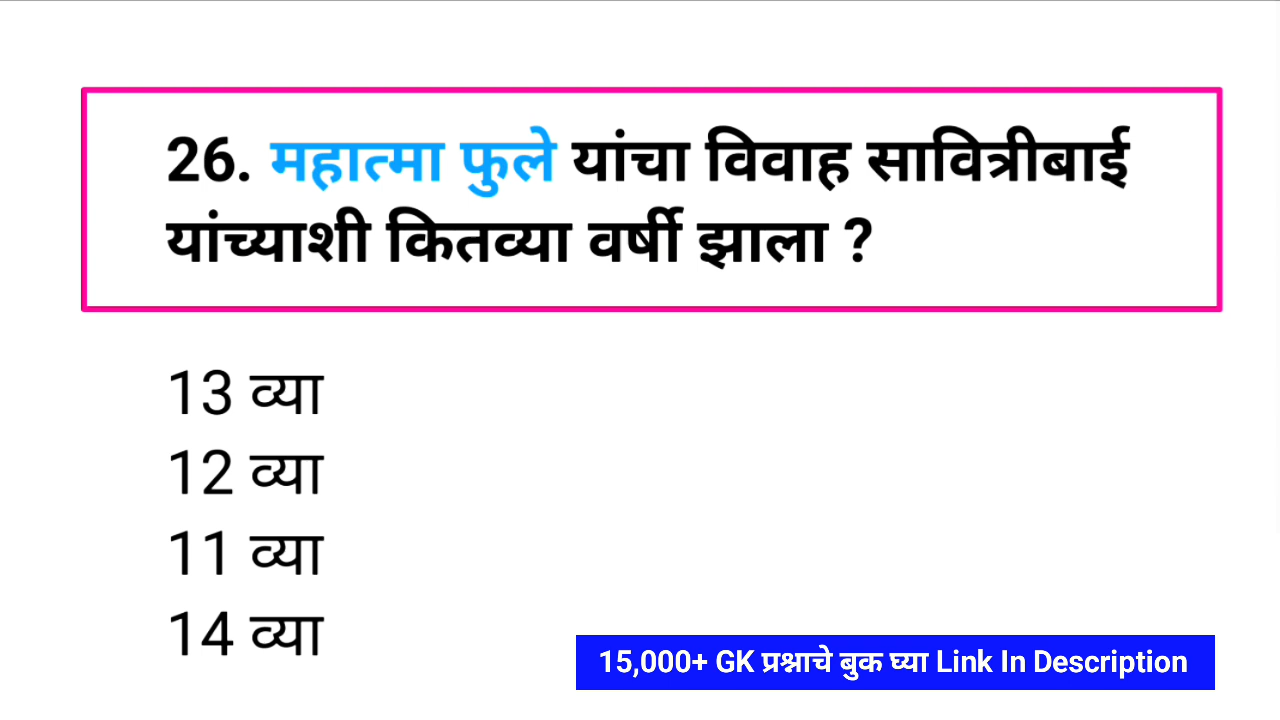 26. महात्मा फुले यांचा विवाह सावित्रीबाई
यांच्याशी कितव्या वर्षी झाला ?
13 व्या
12 व्या
11 व्या
14 व्या
15,000+ GK प्रश्नाचे बुक घ्या Link In Description